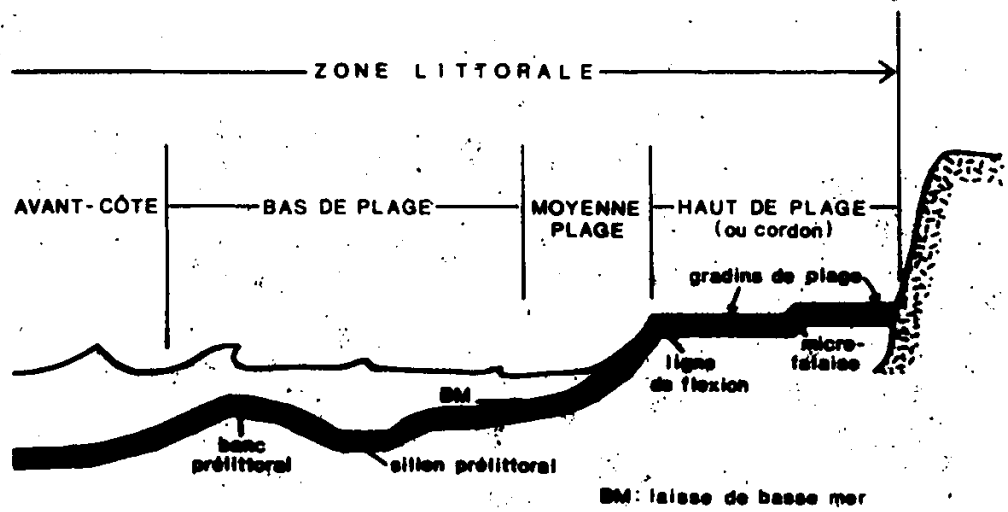 ZONE LITTORALE
AVANT-CÔTE
BAS DE PLAGE
MOYENNE
PLAGE
HAUT DE PLAGE
(ou cordon)
gradins de plage
micro-
falaise
ligne
de flexion
BM
banc
prélittoral
sillon prélittoral
BM: laisse de basse mer